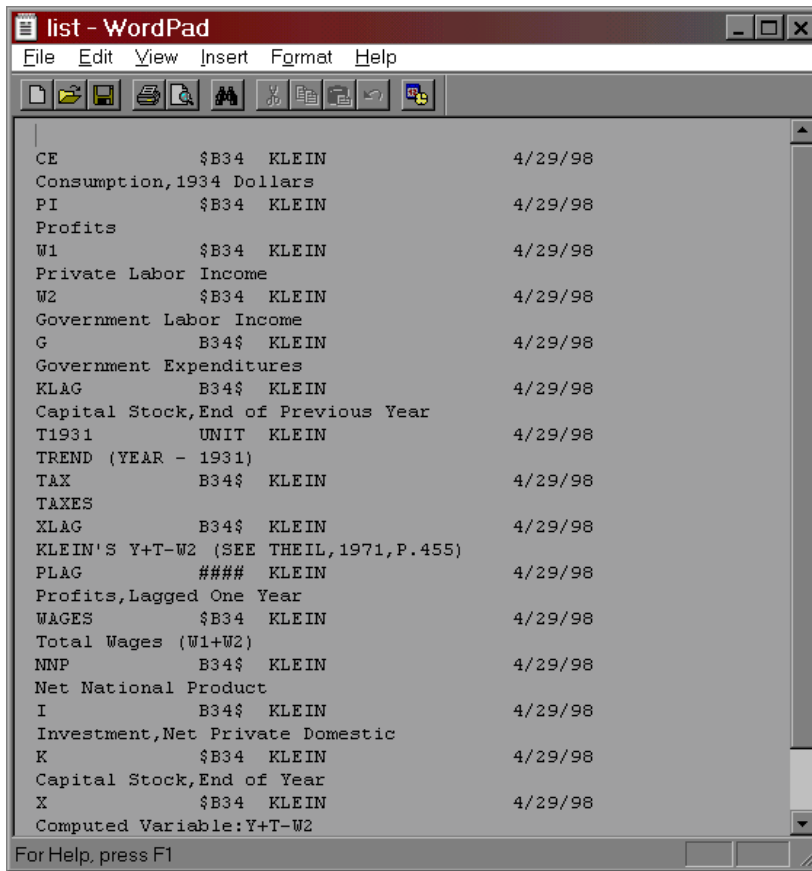 list - WordPad
File Edit View Insert Format Help
CE $B34 KLEIN 4/29/98
Consumption,1934 Dollars
PI $B34 KLEIN 4/29/98
Profits
W1 $B34 KLEIN 4/29/98
Private Labor Income
W2 $B34 KLEIN 4/29/98
Government Labor Income
G B34$ KLEIN 4/29/98
Government Expenditures
KLAG B34$ KLEIN 4/29/98
Capital Stock,End of Previous Year
T1931 UNIT KLEIN 4/29/98
TREND (YEAR - 1931)
TAX B34$ KLEIN 4/29/98
TAXES
XLAG B34$ KLEIN 4/29/98
KLEIN'S Y+T-W2 (SEE THEIL,1971,P.455)
PLAG #### KLEIN 4/29/98
Profits,Lagged One Year
WAGES $B34 KLEIN 4/29/98
Total Wages (W1+W2)
NNP B34$ KLEIN 4/29/98
Net National Product
I B34$ KLEIN 4/29/98
Investment,Net Private Domestic
K $B34 KLEIN 4/29/98
Capital Stock,End of Year
X $B34 KLEIN 4/29/98
Computed Variable:Y+T-W2
For Help, press F1